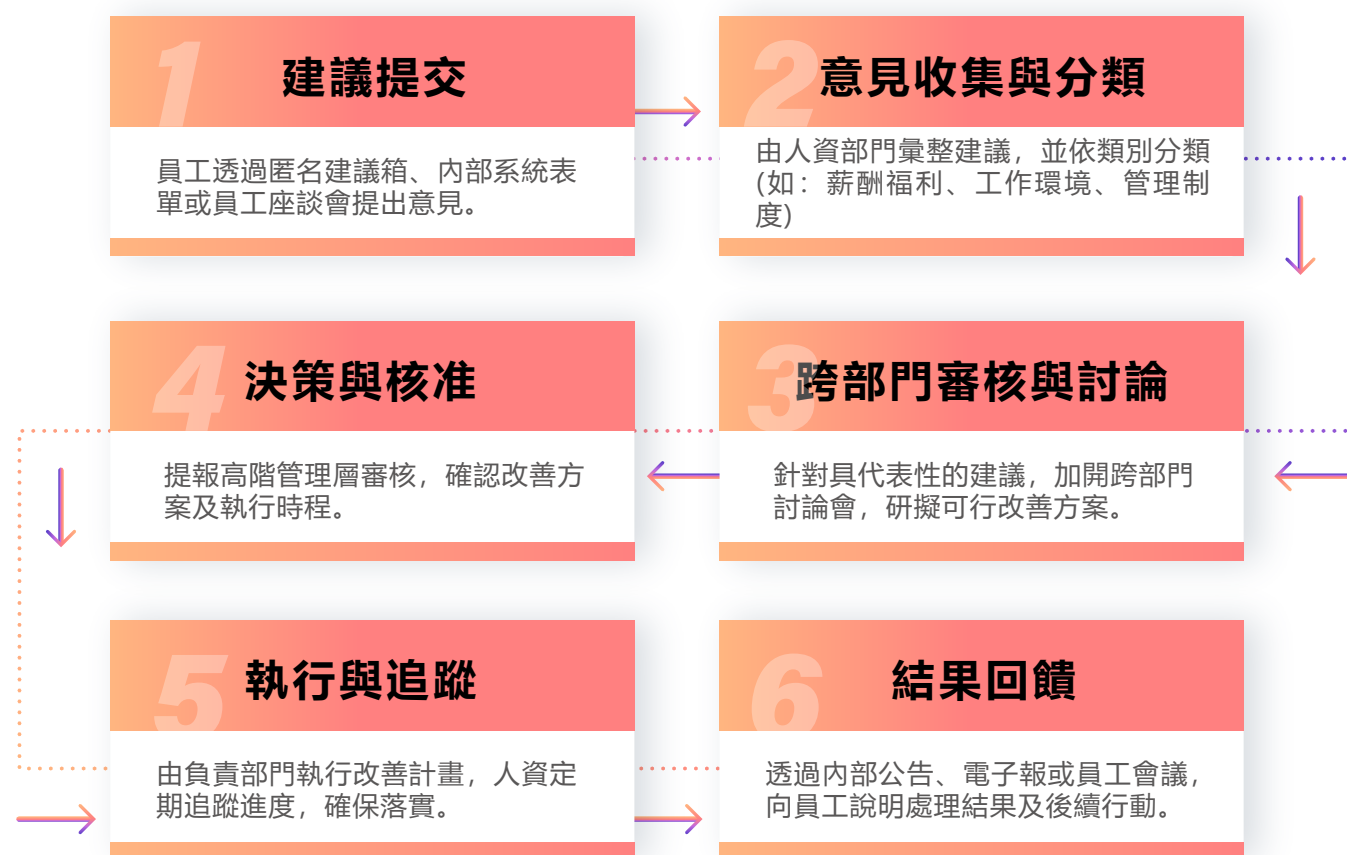 1
建議提交
員工透過匿名建議箱、內部系統表
單或員工座談會提出意見。
2
意見收集與分類
由人資部門彙整建議，並依類別分類
(如：薪酬福利、工作環境、管理制
度)
3
跨部門審核與討論
針對具代表性的建議，加開跨部門
討論會，研擬可行改善方案。
4
決策與核准
提報高階管理層審核，確認改善方
案及執行時程。
5
執行與追蹤
由負責部門執行改善計畫，人資定
期追蹤進度，確保落實。
6
結果回饋
透過內部公告、電子報或員工會議，
向員工說明處理結果及後續行動。